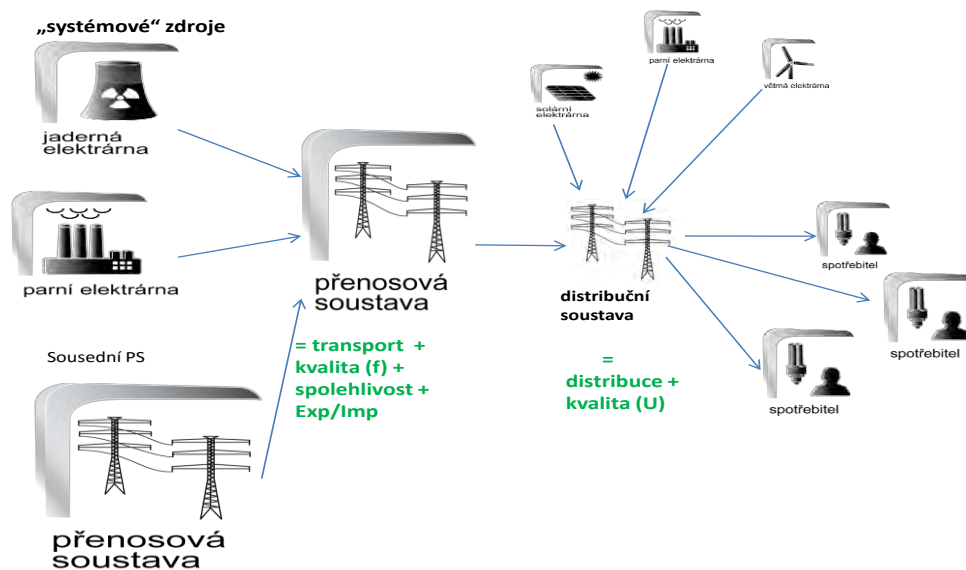 „systémové“ zdroje
jaderná
elektrárna
parní elektrárna
Sousední PS
přenosová
soustava
přenosová
soustava
= transport +
kvalita (f) +
spolehlivost +
Exp/Imp
solární
elektrárna
parní elektrárna
větrná elektrárna
distribuční
soustava
=
distribuce +
kvalita (U)
spotřebitel
spotřebitel
spotřebitel